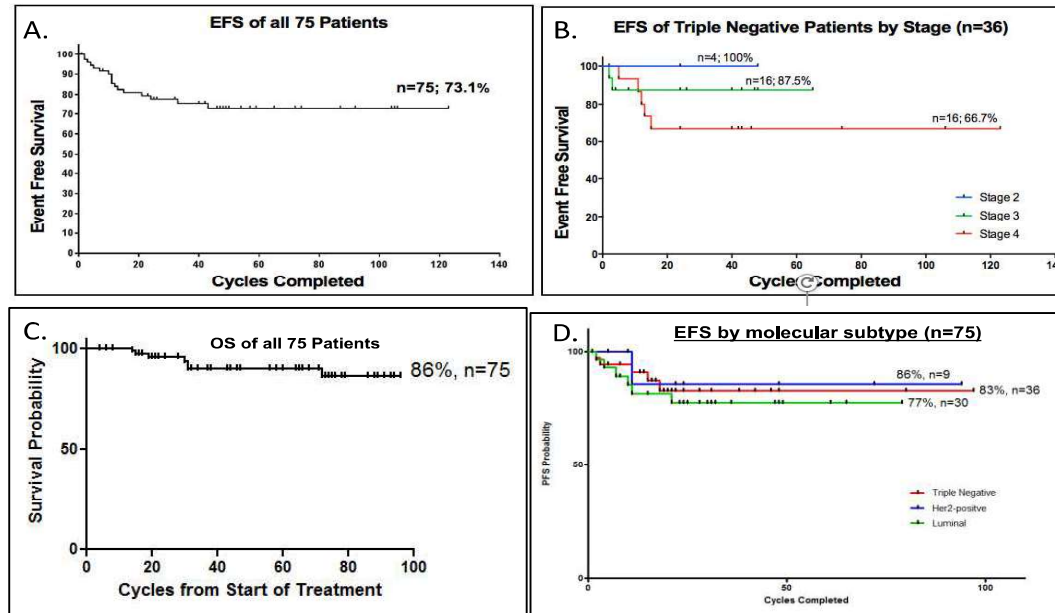 A.
EFS of all 75 Patients
Event Free Survival
100
90
80
70
60
50
40
30
20
10
0
n=75; 73.1%
0 20 40 60 80 100 120 140
Cycles Completed
B.
EFS of Triple Negative Patients by Stage (n=36)
Event Free Survival
100
80
60
40
20
0
n=4; 100%
n=16; 87.5%
n=16; 66.7%
Stage 2
Stage 3
Stage 4
0 20 40 60 80 100 120 140
Cycles Completed
C.
OS of all 75 Patients
Survival Probability
100
50
0
86%, n=75
0 20 40 60 80 100
Cycles from Start of Treatment
D.
EFS by molecular subtype (n=75)
PFS Probability
100
50
0
86%, n=9
83%, n=36
77%, n=30
Triple Negative
Her2-positve
Luminal
0 50 100
Cycles Completed